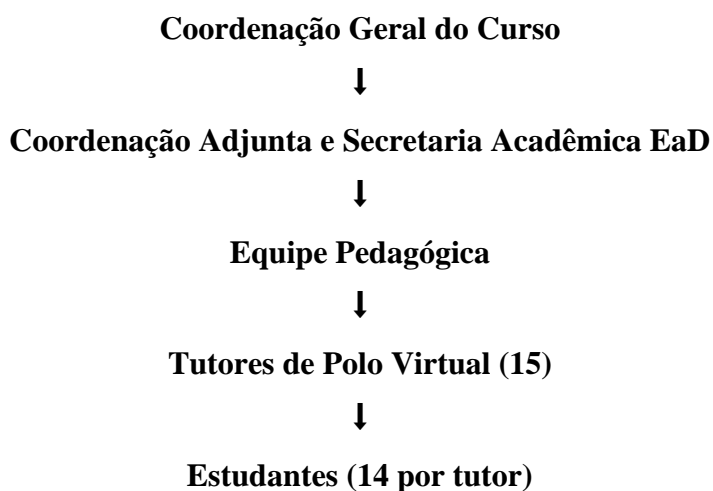 Coordenação Geral do Curso
Coordenação Adjunta e Secretaria Acadêmica EaD
Equipe Pedagógica
Tutores de Polo Virtual (15)
Estudantes (14 por tutor)